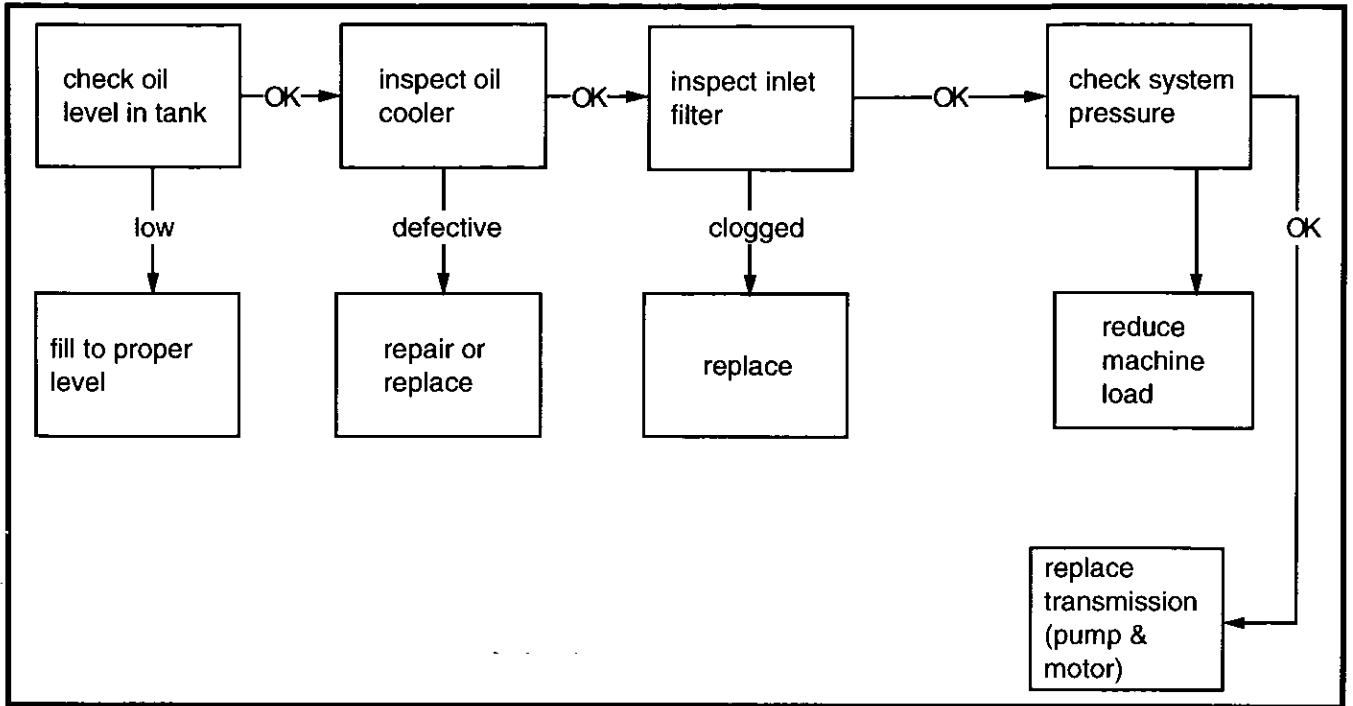 check oil
level in tank
OK
inspect oil
cooler
OK
inspect inlet
filter
OK
check system
pressure
low
defective
clogged
OK
fill to proper
level
repair or
replace
replace
reduce
machine
load
replace
transmission
(pump &
motor)